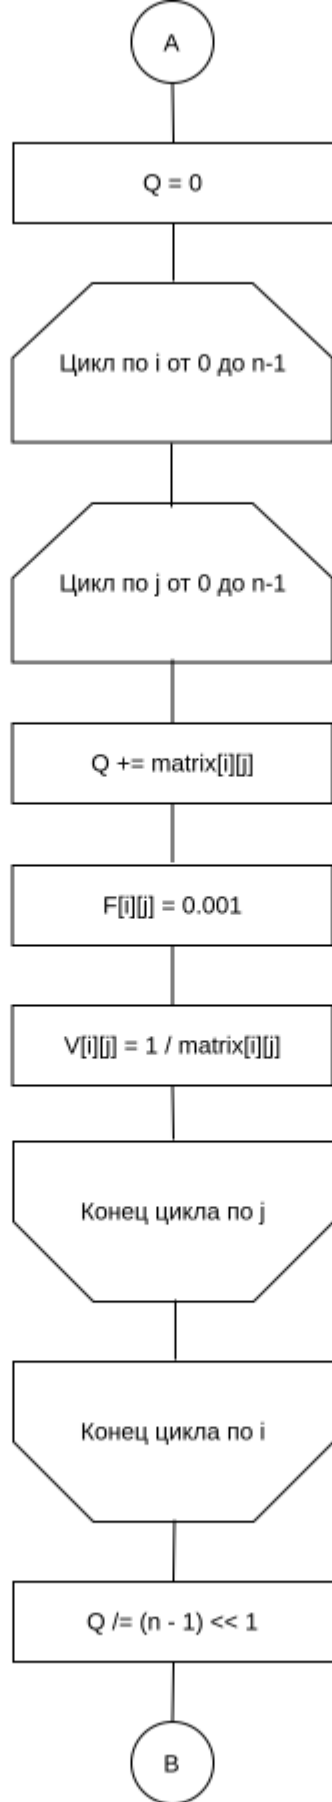 A
Q = 0
Цикл по i от 0 до n-1
Цикл по j от 0 до n-1
Q += matrix[i][j]
F[i][j] = 0.001
V[i][j] = 1 / matrix[i][j]
Конец цикла по j
Конец цикла по i
Q /= (n - 1) << 1
B